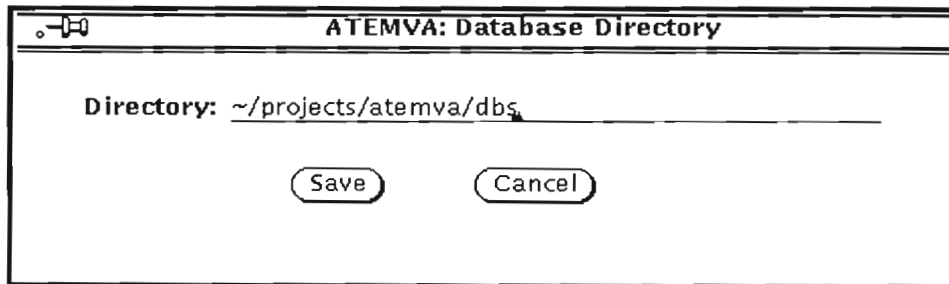 ATEMVA: Database Directory
Directory: ~/projects/atemva/dbs
Save Cancel